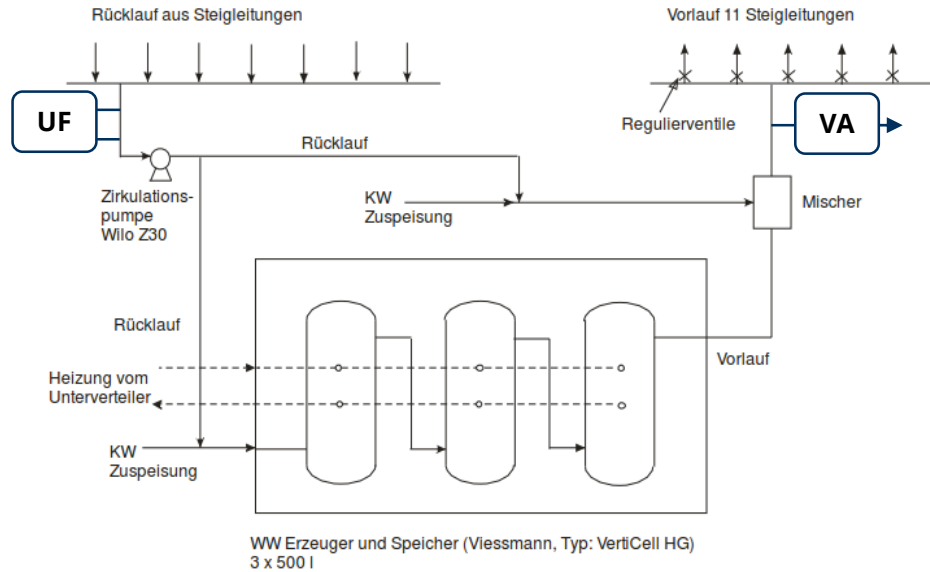 Rücklauf aus Steigleitungen
Vorlauf 11 Steigleitungen
UF
VA
Regulierventile
Rücklauf
Zirkulations-
pumpe
Wilo Z30
KW
Zuspeisung
Mischer
Rücklauf
Vorlauf
Heizung vom
Unterverteiler
KW
Zuspeisung
WW Erzeuger und Speicher (Viessmann, Typ: VertiCell HG)
3 x 500 l